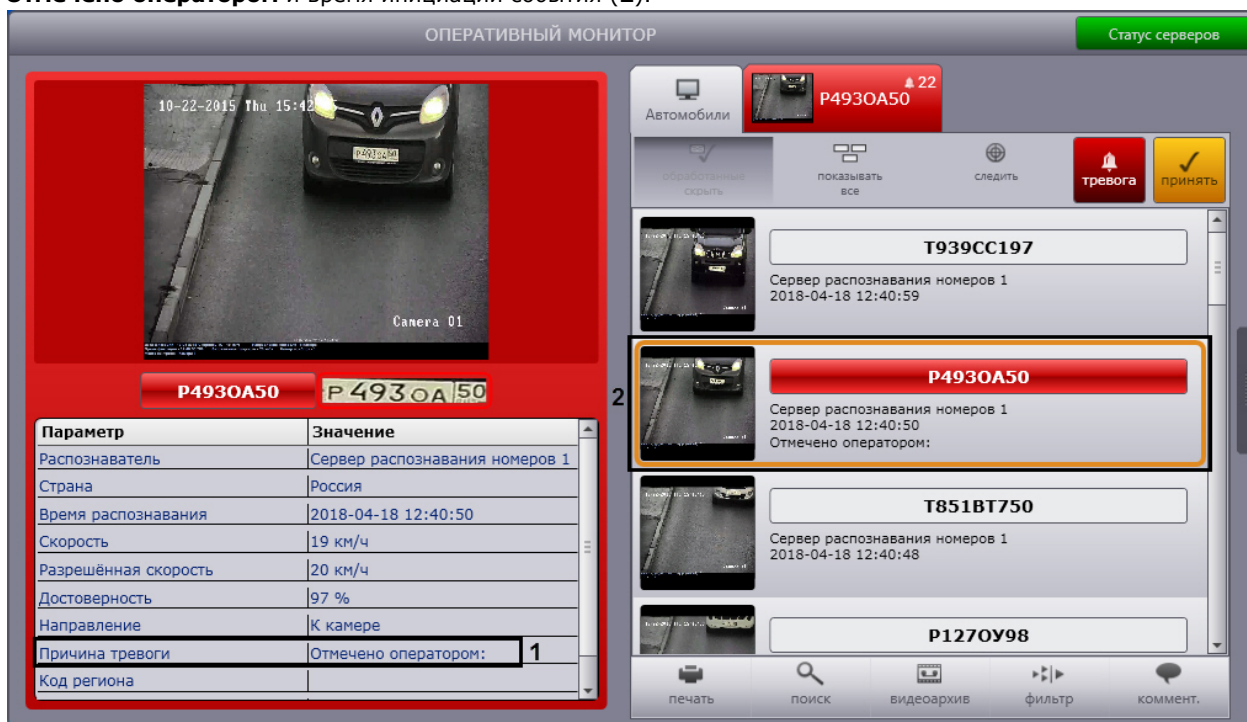 Отмечено оператором и время инициации события (2).
ОПЕРАТИВНЫЙ МОНИТОР
Статус серверов
10-22-2015 Thu 15:42
P493OA50
Camera 01
P493OA50
P 493 OA 50
Параметр Значение
Распознаватель Сервер распознавания номеров 1
Страна Россия
Время распознавания 2018-04-18 12:40:50
Скорость 19 км/ч
Разрешённая скорость 20 км/ч
Достоверность 97 %
Направление К камере
Причина тревоги Отмечено оператором: 1
Код региона
Автомобили
P493OA50 22
обработанные
скрыть
показывать
все
следить
тревога
принять
T939CC197
Сервер распознавания номеров 1
2018-04-18 12:40:59
2
P493OA50
Сервер распознавания номеров 1
2018-04-18 12:40:50
Отмечено оператором:
T851BT750
Сервер распознавания номеров 1
2018-04-18 12:40:48
P127OУ98
печать поиск видеоархив фильтр коммент.